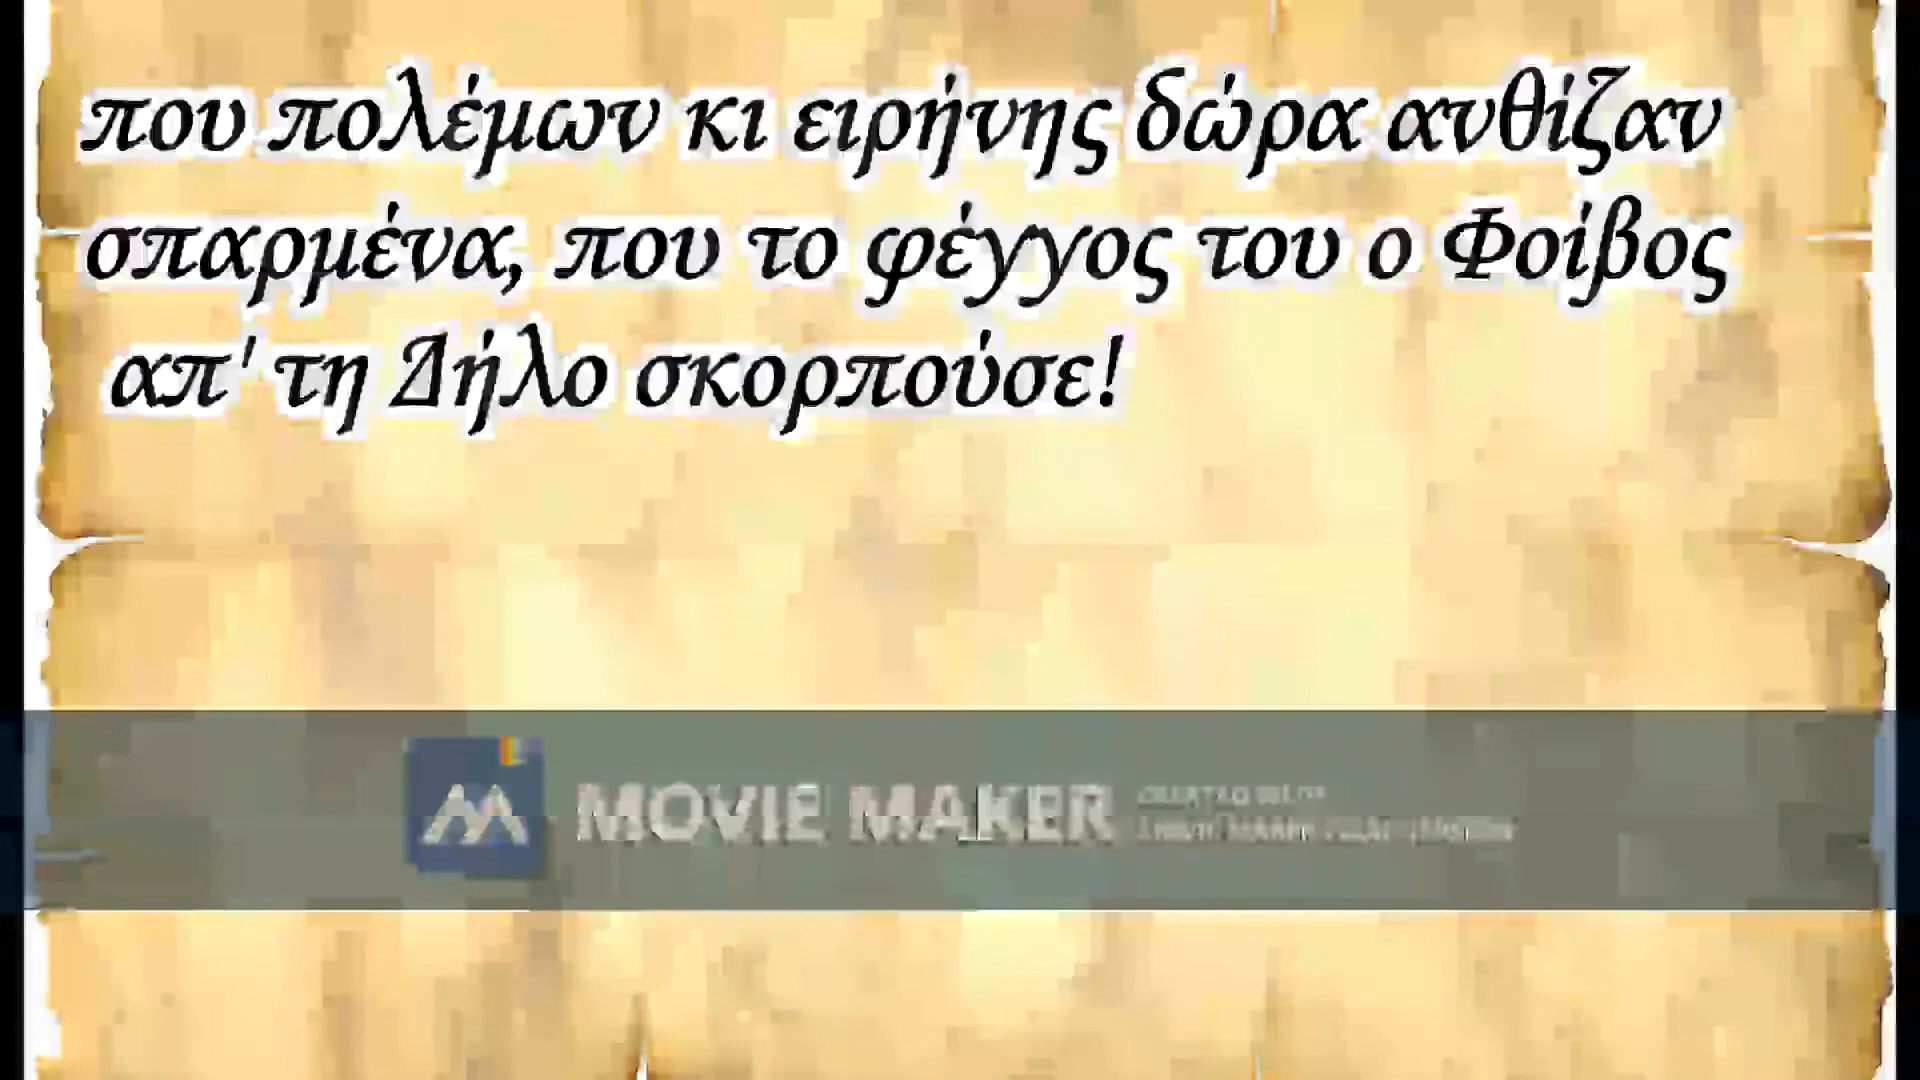 που πολέμων κι ειρήνης δώρα ανθίζαν
σπαρμένα, που το φέγγος του ο Φοίβος
απ' τη Δήλο σκορπούσε!
MOVIE MAKER